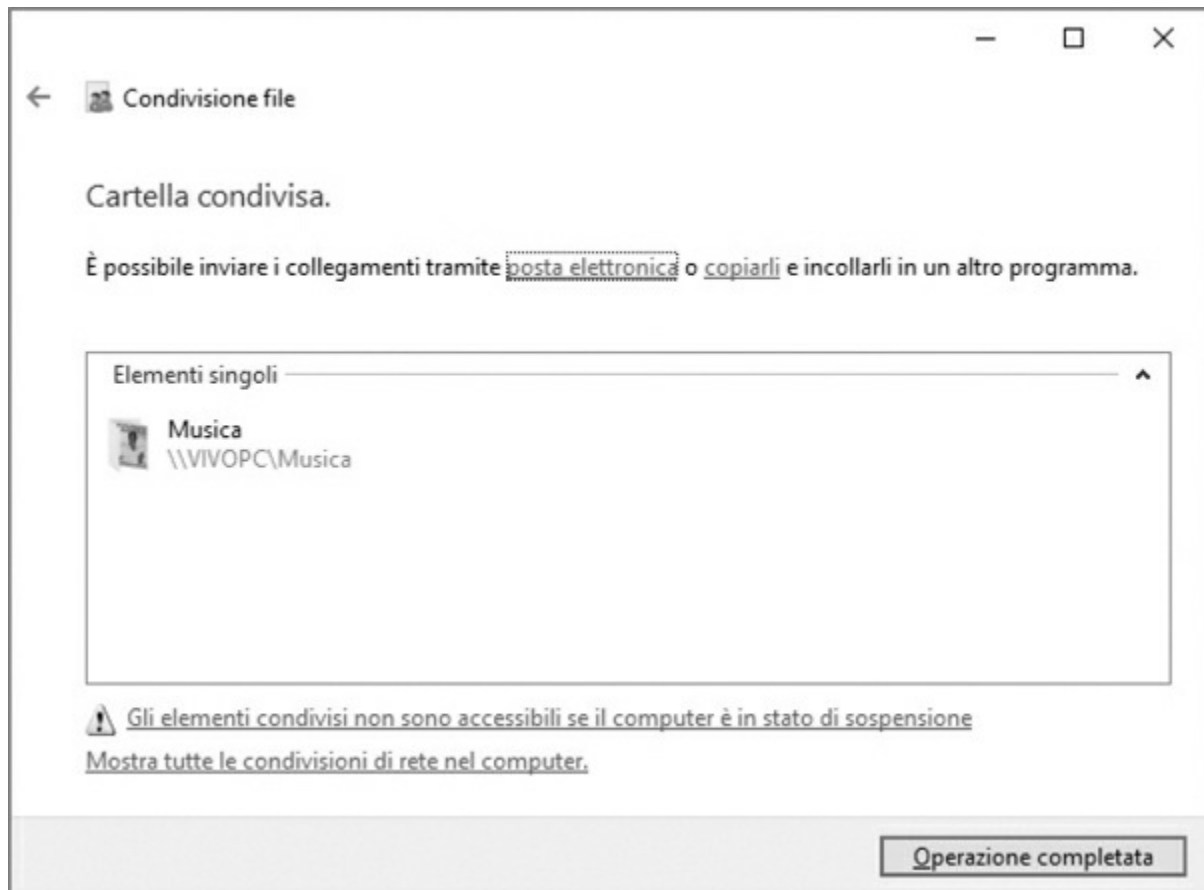 Condivisione file
Cartella condivisa.
È possibile inviare i collegamenti tramite posta elettronica o copiarli e incollarli in un altro programma.
Elementi singoli
Musica
\\VIVOPC\Musica
Gli elementi condivisi non sono accessibili se il computer è in stato di sospensione
Mostra tutte le condivisioni di rete nel computer.
Operazione completata